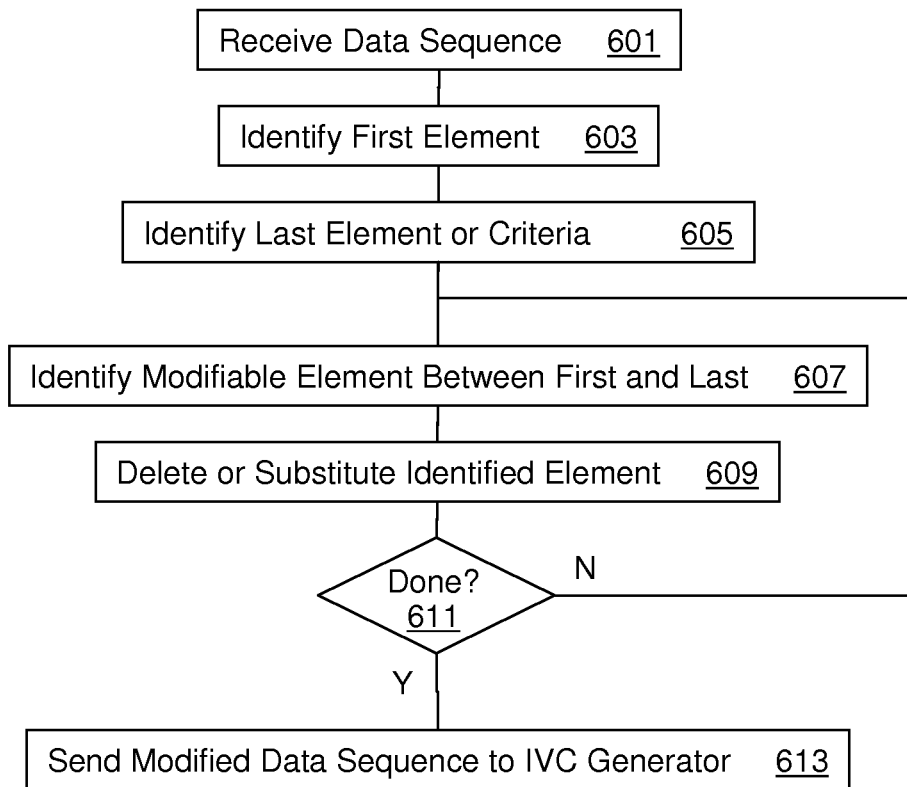 Receive Data Sequence 601
Identify First Element 603
Identify Last Element or Criteria 605
Identify Modifiable Element Between First and Last 607
Delete or Substitute Identified Element 609
Done?
611
N
Y
Send Modified Data Sequence to IVC Generator 613